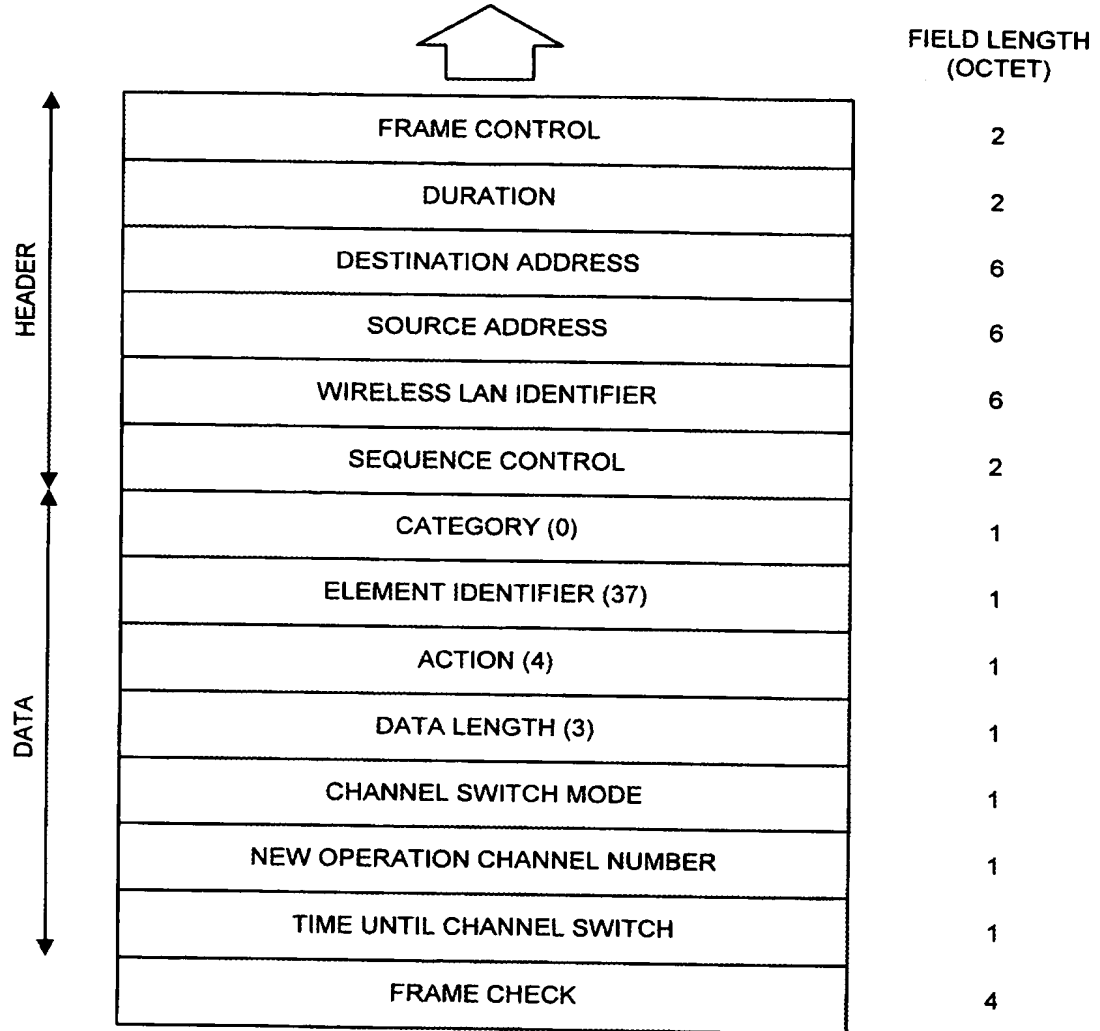 FIELD LENGTH
(OCTET)
HEADER
FRAME CONTROL 2
DURATION 2
DESTINATION ADDRESS 6
SOURCE ADDRESS 6
WIRELESS LAN IDENTIFIER 6
SEQUENCE CONTROL 2
DATA
CATEGORY (0) 1
ELEMENT IDENTIFIER (37) 1
ACTION (4) 1
DATA LENGTH (3) 1
CHANNEL SWITCH MODE 1
NEW OPERATION CHANNEL NUMBER 1
TIME UNTIL CHANNEL SWITCH 1
FRAME CHECK 4